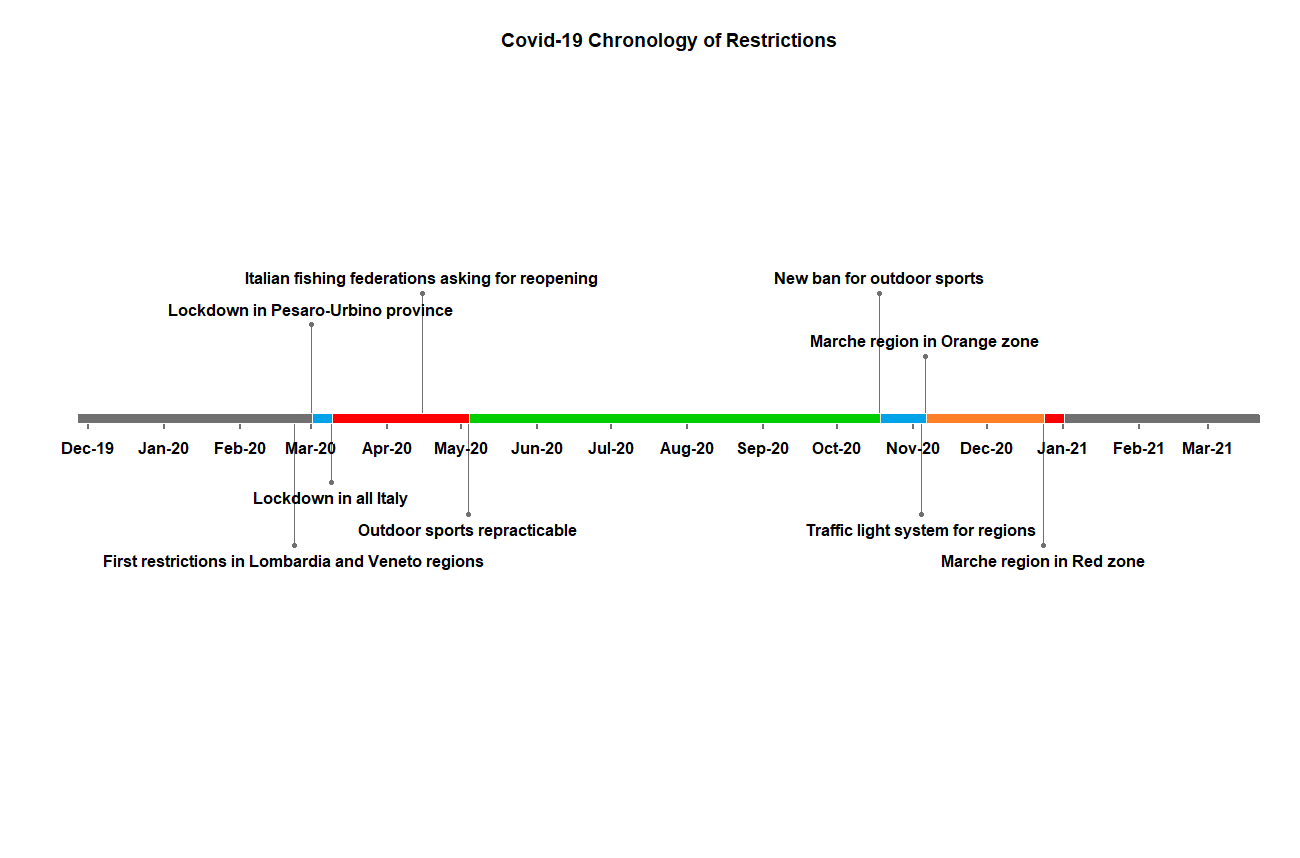 Covid-19 Chronology of Restrictions
Italian fishing federations asking for reopening
New ban for outdoor sports
Lockdown in Pesaro-Urbino province
Marche region in Orange zone
Dec-19 Jan-20 Feb-20 Mar-20 Apr-20 May-20 Jun-20 Jul-20 Aug-20 Sep-20 Oct-20 Nov-20 Dec-20 Jan-21 Feb-21 Mar-21
Lockdown in all Italy
Outdoor sports repracticable
Traffic light system for regions
First restrictions in Lombardia and Veneto regions
Marche region in Red zone